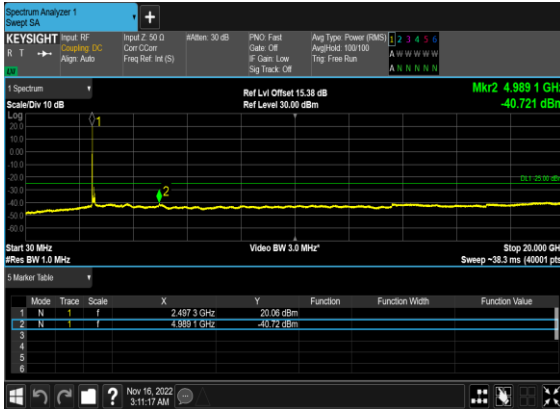 Spectrum Analyzer 1
Swept SA
+
KEYSIGHT Input: RF Input Z: 50 Ω #Atten: 30 dB PNO: Fast Avg Type: Power (RMS) 1 2 3 4 5 6
R T Coupling: DC Corr CCorr Gate: Off Avg|Hold: 100/100 A W W W W W
Align: Auto Freq Ref: Int (S) IF Gain: Low Trig: Free Run
Sig Track: Off A N N N N N
1 Spectrum Ref Lvl Offset 15.38 dB Mkr2 4.989 1 GHz
Scale/Div 10 dB Ref Level 30.00 dBm -40.721 dBm
Log
1
20.0
10.0
0.00
-10.0
-20.0
DL1 -25.00 dBm
-30.0
2
-40.0
-50.0
-60.0
Start 30 MHz Video BW 3.0 MHz* Stop 20.000 GH
#Res BW 1.0 MHz Sweep ~38.3 ms (40001 pts
5 Marker Table
Mode Trace Scale X Y Function Function Width Function Value
1 N 1 f 2.497 3 GHz 20.06 dBm
2 N 1 f 4.989 1 GHz -40.72 dBm
3
4
5
6
?
Nov 16, 2022
3:11:17 AM